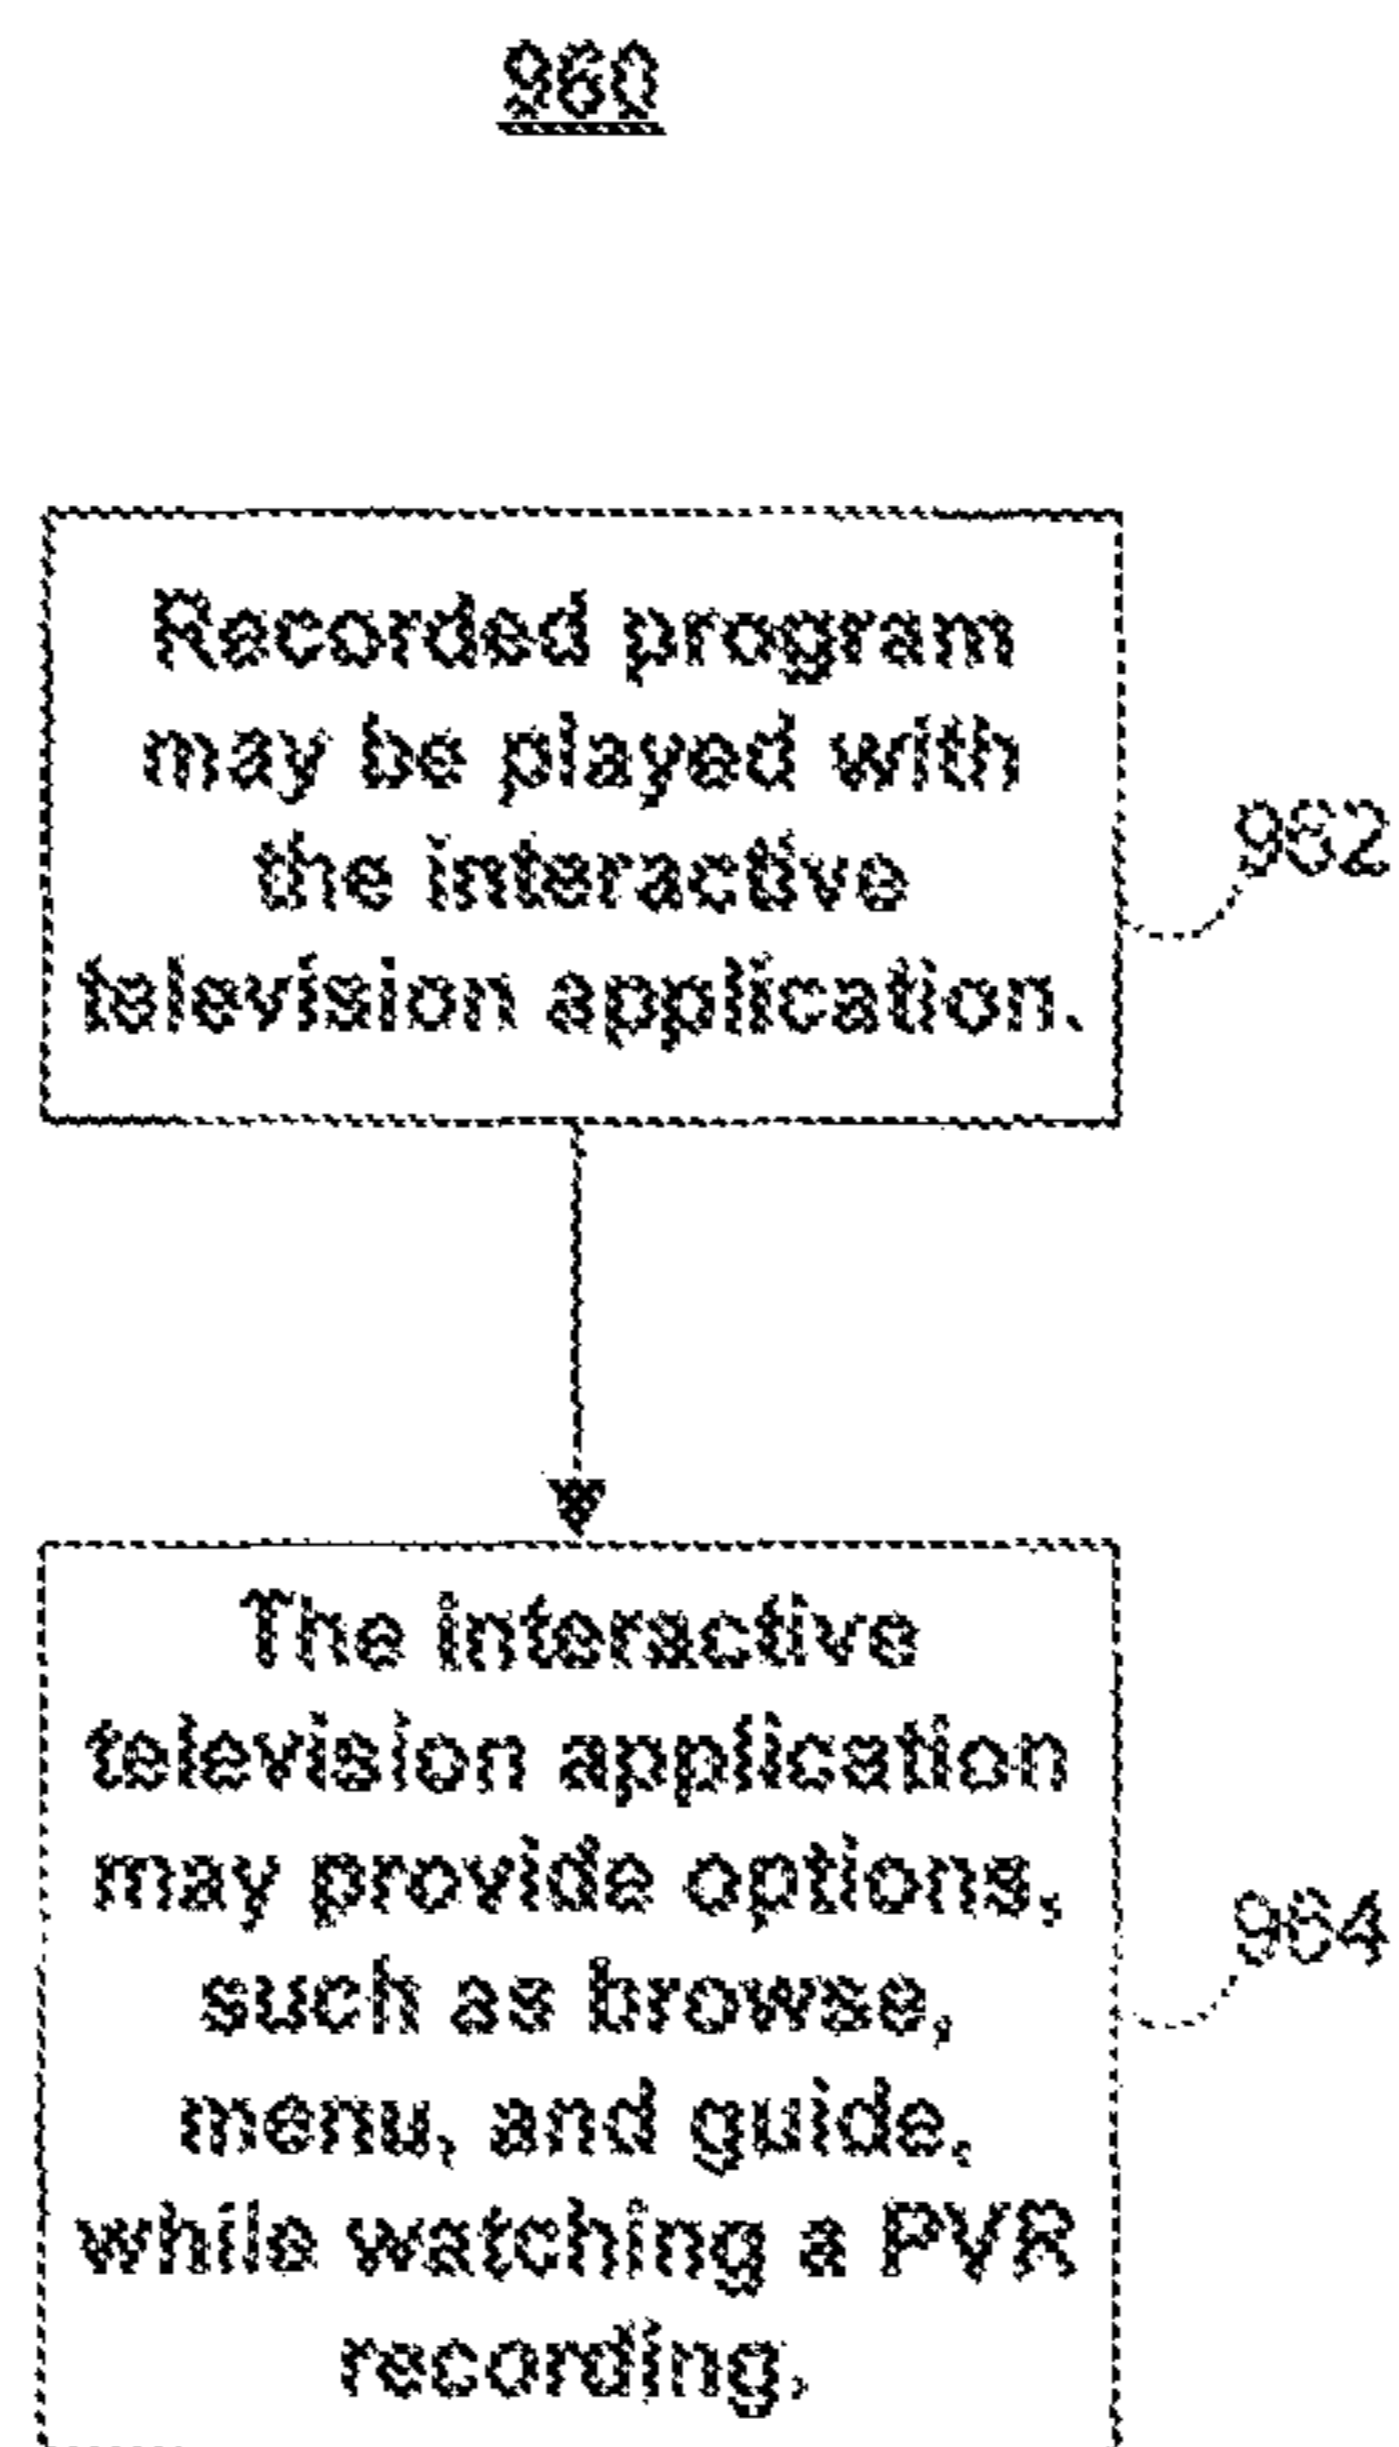 960
Recorded program
may be played with
the interactive
television application.
962
The interactive
television application
may provide options,
such as browse,
menu, and guide,
while watching a PVR
recording.
964